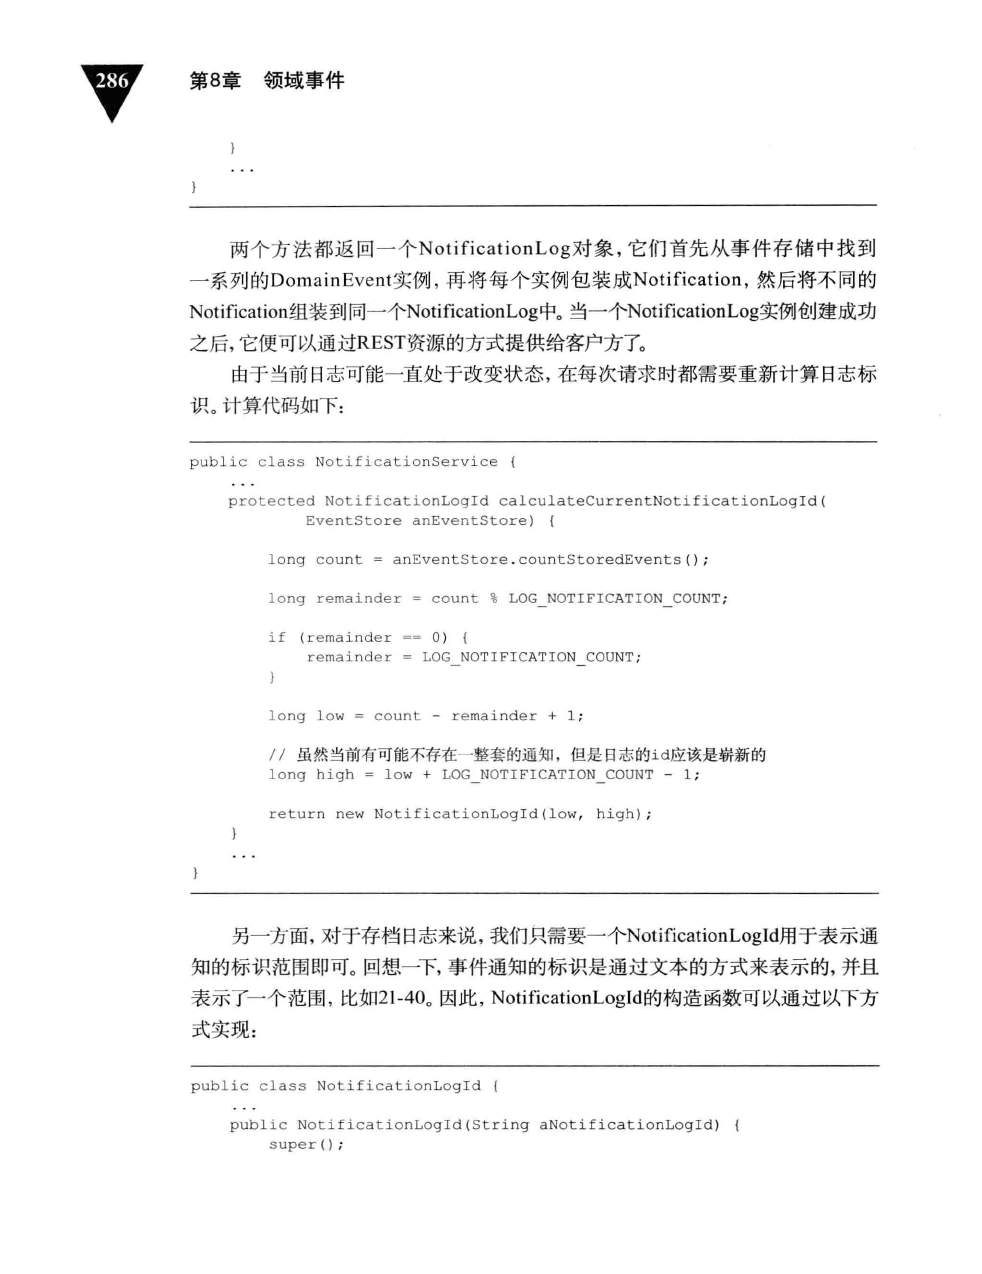 286
第8章 领域事件
}
...
}
两个方法都返回一个NotificationLog对象，它们首先从事件存储中找到
一系列的DomainEvent实例，再将每个实例包装成Notification，然后将不同的
Notification组装到同一个NotificationLog中。当一个NotificationLog实例创建成功
之后，它便可以通过REST资源的方式提供给客户方了。
由于当前日志可能一直处于改变状态，在每次请求时都需要重新计算日志标
识。计算代码如下：
public class NotificationService {
...
protected NotificationLogId calculateCurrentNotificationLogId(
EventStore anEventStore) {
long count = anEventStore.countStoredEvents();
long remainder = count % LOG_NOTIFICATION_COUNT;
if (remainder == 0) {
remainder = LOG_NOTIFICATION_COUNT;
}
long low = count - remainder + 1;
// 虽然当前有可能不存在一整套的通知，但是日志的id应该是崭新的
long high = low + LOG_NOTIFICATION_COUNT - 1;
return new NotificationLogId(low, high);
}
...
}
另一方面，对于存档日志来说，我们只需要一个NotificationLogId用于表示通
知的标识范围即可。回想一下，事件通知的标识是通过文本的方式来表示的，并且
表示了一个范围，比如21-40。因此，NotificationLogId的构造函数可以通过以下方
式实现：
public class NotificationLogId {
...
public NotificationLogId(String aNotificationLogId) {
super();